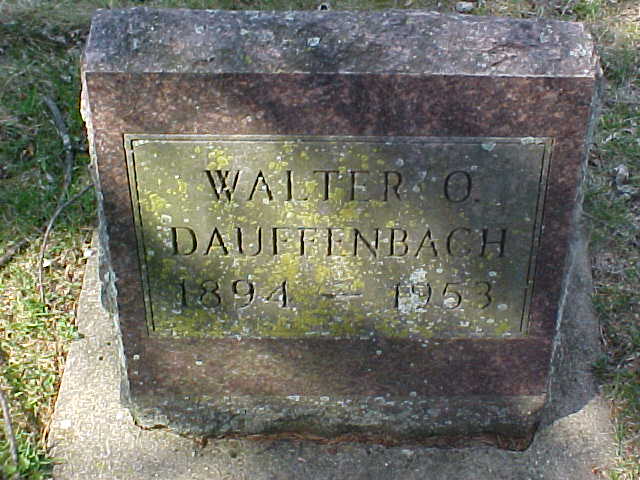 WALTER O.
DAUFFENBACH
1894 — 1953